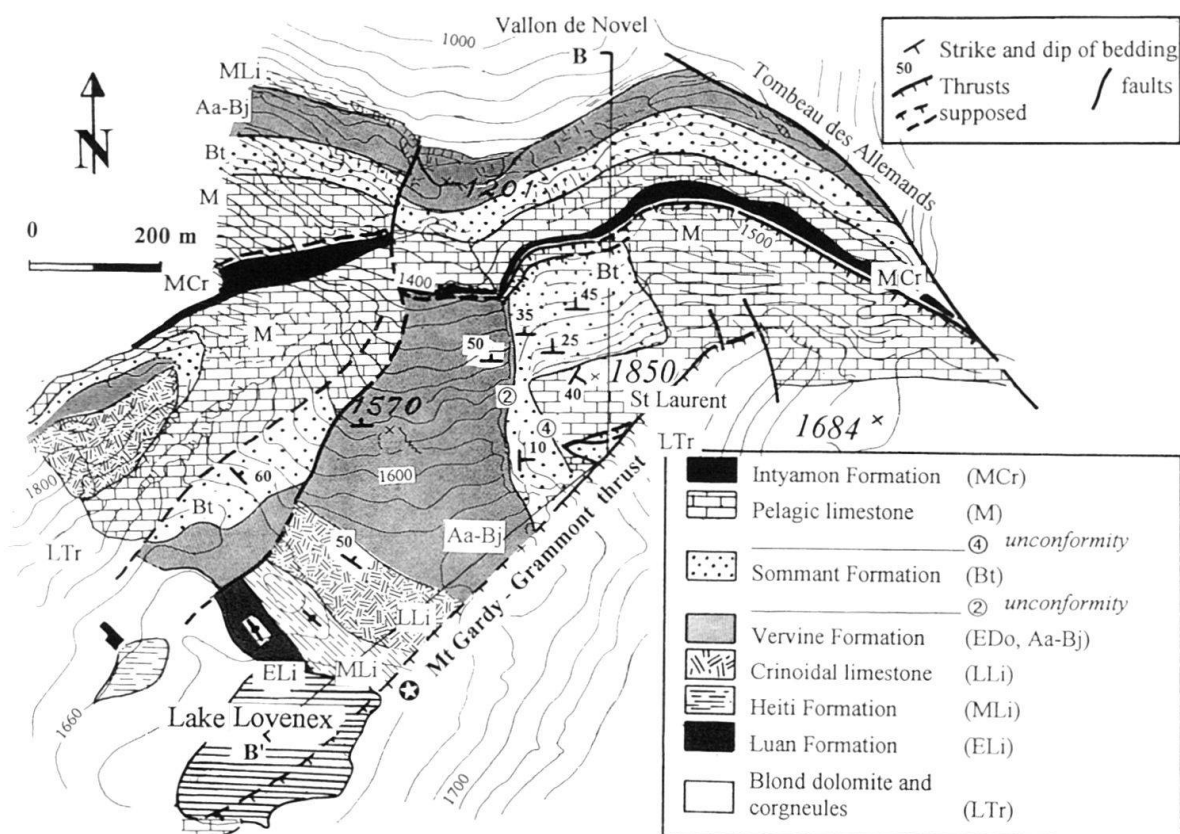 Vallon de Novel
B
1000
Strike and dip of bedding
50
Thrusts
faults
supposed
Tombeau des Allemands
N
0 200 m
MLi
Aa-Bj
Bt
M
MCr
M
1201
1400
1500
M
MCr
Bt
45
35
25
50
②
1850
40
St Laurent
④
10
1570
1684
1600
1800
60
Bt
LTr
LTr
50
Aa-Bj
LLi
MLi
ELi
Mt Gardy - Grammont thrust
Lake Lovenex
B'
1660
1700
Intyamon Formation (MCr)
Pelagic limestone (M)
④ unconformity
Sommant Formation (Bt)
② unconformity
Vervine Formation (EDo, Aa-Bj)
Crinoidal limestone (LLi)
Heiti Formation (MLi)
Luan Formation (ELi)
Blond dolomite and
corgneules (LTr)